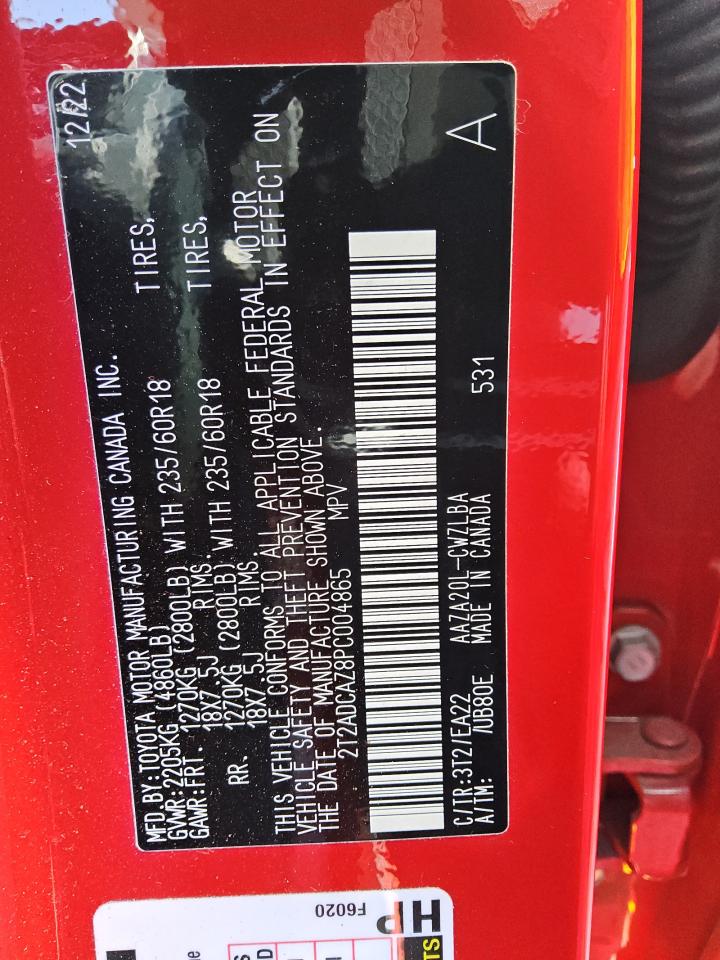 12/22
MFD.BY:TOYOTA MOTOR MANUFACTURING CANADA INC.
GVWR:2205KG (4860LB)
GAWR:FRT. 1270KG (2800LB) WITH 235/60R18 TIRES,
18X7.5J RIMS.
RR. 1270KG (2800LB) WITH 235/60R18 TIRES,
18X7.5J RIMS.
THIS VEHICLE CONFORMS TO ALL APPLICABLE FEDERAL MOTOR
VEHICLE SAFETY AND THEFT PREVENTION STANDARDS IN EFFECT ON
THE DATE OF MANUFACTURE SHOWN ABOVE.
2T2ADCAZ8PC004865 MPV
C/TR:3T2/EA22 AAZA20L-CWZLBA 531 A
A/TM: /UB80E MADE IN CANADA
F6020
HP